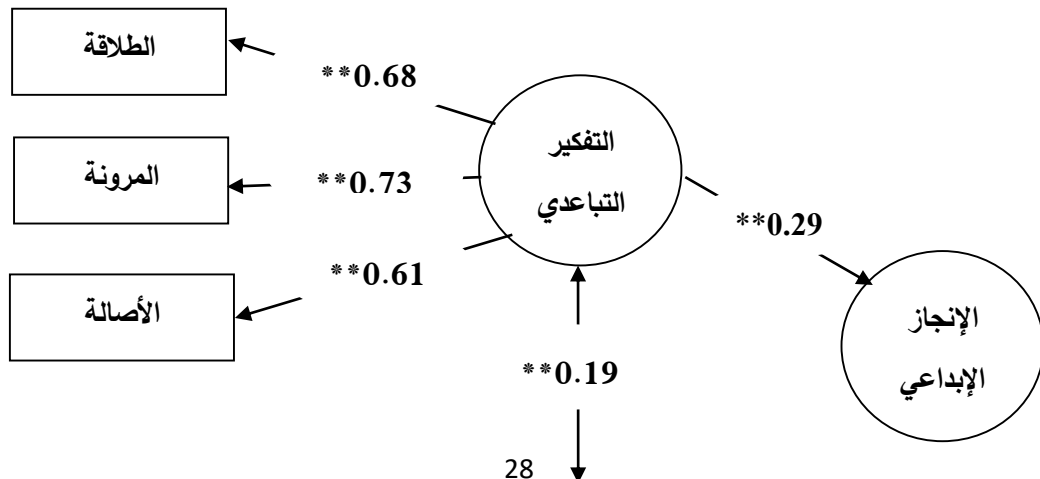 الطلاقة
**0.68
التفكير
التباعدي
المرونة
**0.73
**0.29
**0.61
الأصالة
الإنجاز
الإبداعي
**0.19
28